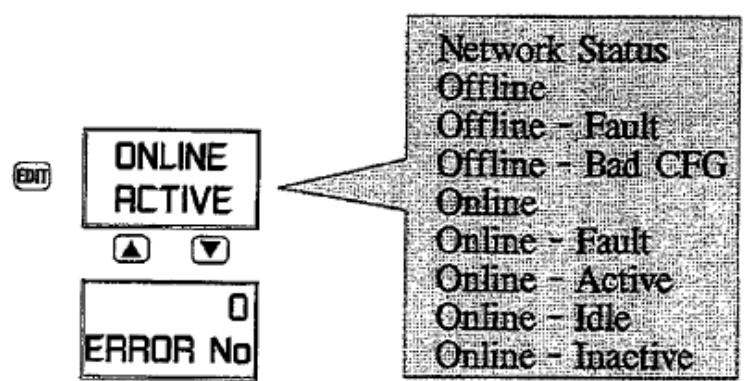 EDIT
ONLINE
ACTIVE
0
ERROR No
Network Status
Offline
Offline - Fault
Offline - Bad CFG
Online
Online - Fault
Online - Active
Online - Idle
Online - Inactive